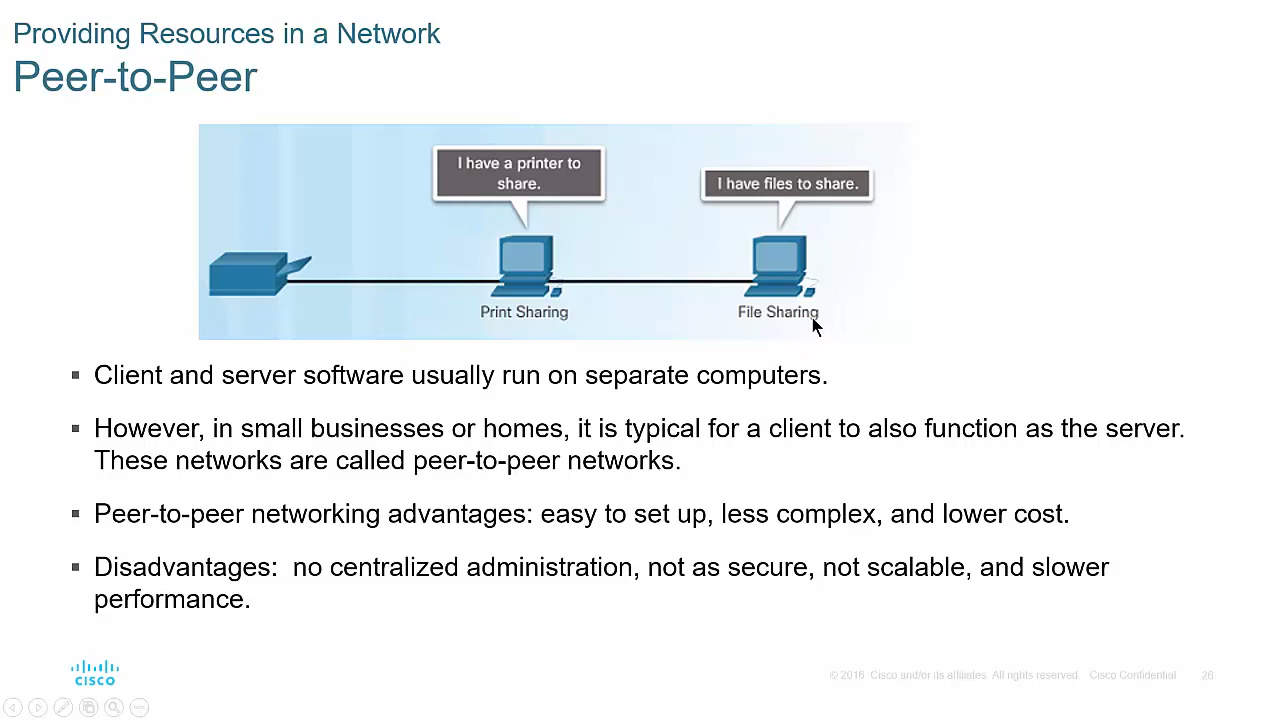 Providing Resources in a Network
Peer-to-Peer
I have a printer to
share.
I have files to share.
Print Sharing
File Sharing
▪ Client and server software usually run on separate computers.
▪ However, in small businesses or homes, it is typical for a client to also function as the server.
These networks are called peer-to-peer networks.
▪ Peer-to-peer networking advantages: easy to set up, less complex, and lower cost.
▪ Disadvantages:  no centralized administration, not as secure, not scalable, and slower
performance.
CISCO
© 2016 Cisco and/or its affiliates. All rights reserved. Cisco Confidential 26